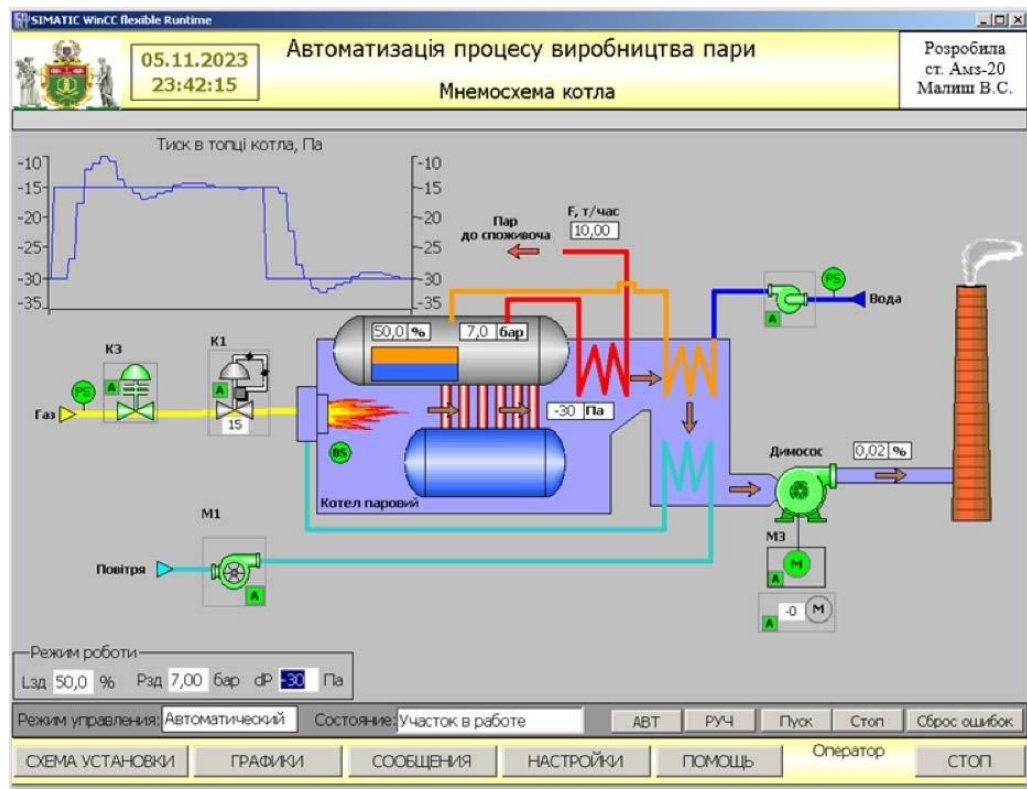 SIMATIC WinCC flexible Runtime
05.11.2023
23:42:15
Автоматизація процесу виробництва пари
Мнемосхема котла
Розробила
ст. Амз-20
Малиш В.С.
Тиск в топці котла, Па
-10
-15
-20
-25
-30
-35
-10
-15
-20
-25
-30
-35
Пар
до споживоча
F, т/час
10,00
PS
Вода
A
50,0 %
7,0 бар
К3
К1
PS
A
A
Газ
15
-30 Па
BS
Котел паровий
Димосос
0,02 %
М1
М3
Повітря
A
M
A
-0 M
A
Режим роботи
Lзд 50,0 %
Pзд 7,00 бар
dP -30 Па
Режим управления: Автоматический
Состояние: Участок в работе
АВТ
РУЧ
Пуск
Стоп
Сброс ошибок
СХЕМА УСТАНОВКИ
ГРАФИКИ
СООБЩЕНИЯ
НАСТРОЙКИ
ПОМОЩЬ
Оператор
СТОП